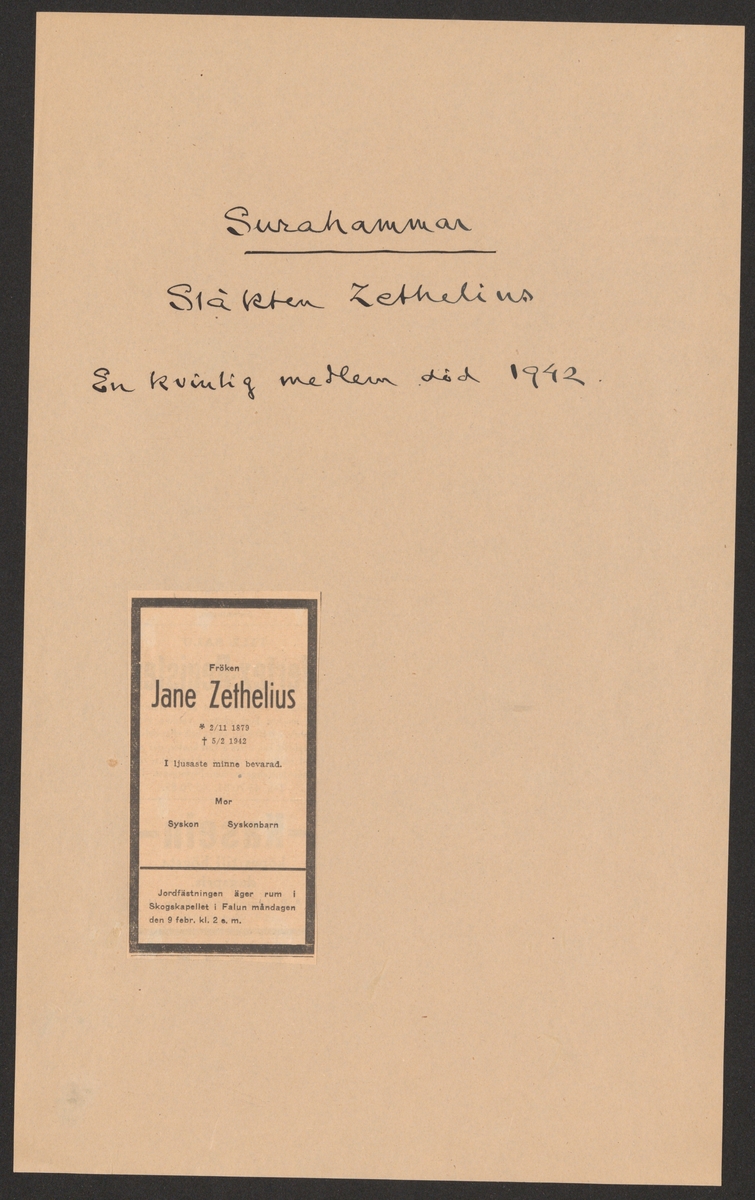 Surahammar
Släkten Zethelius
En kvinlig medlem död 1942.
Fröken
Jane Zethelius
* 2/11 1879
† 5/2 1942
I ljusaste minne bevarad.
Mor
Syskon Syskonbarn
Jordfästningen äger rum i
Skogskapellet i Falun måndagen
den 9 febr. kl. 2 e. m.